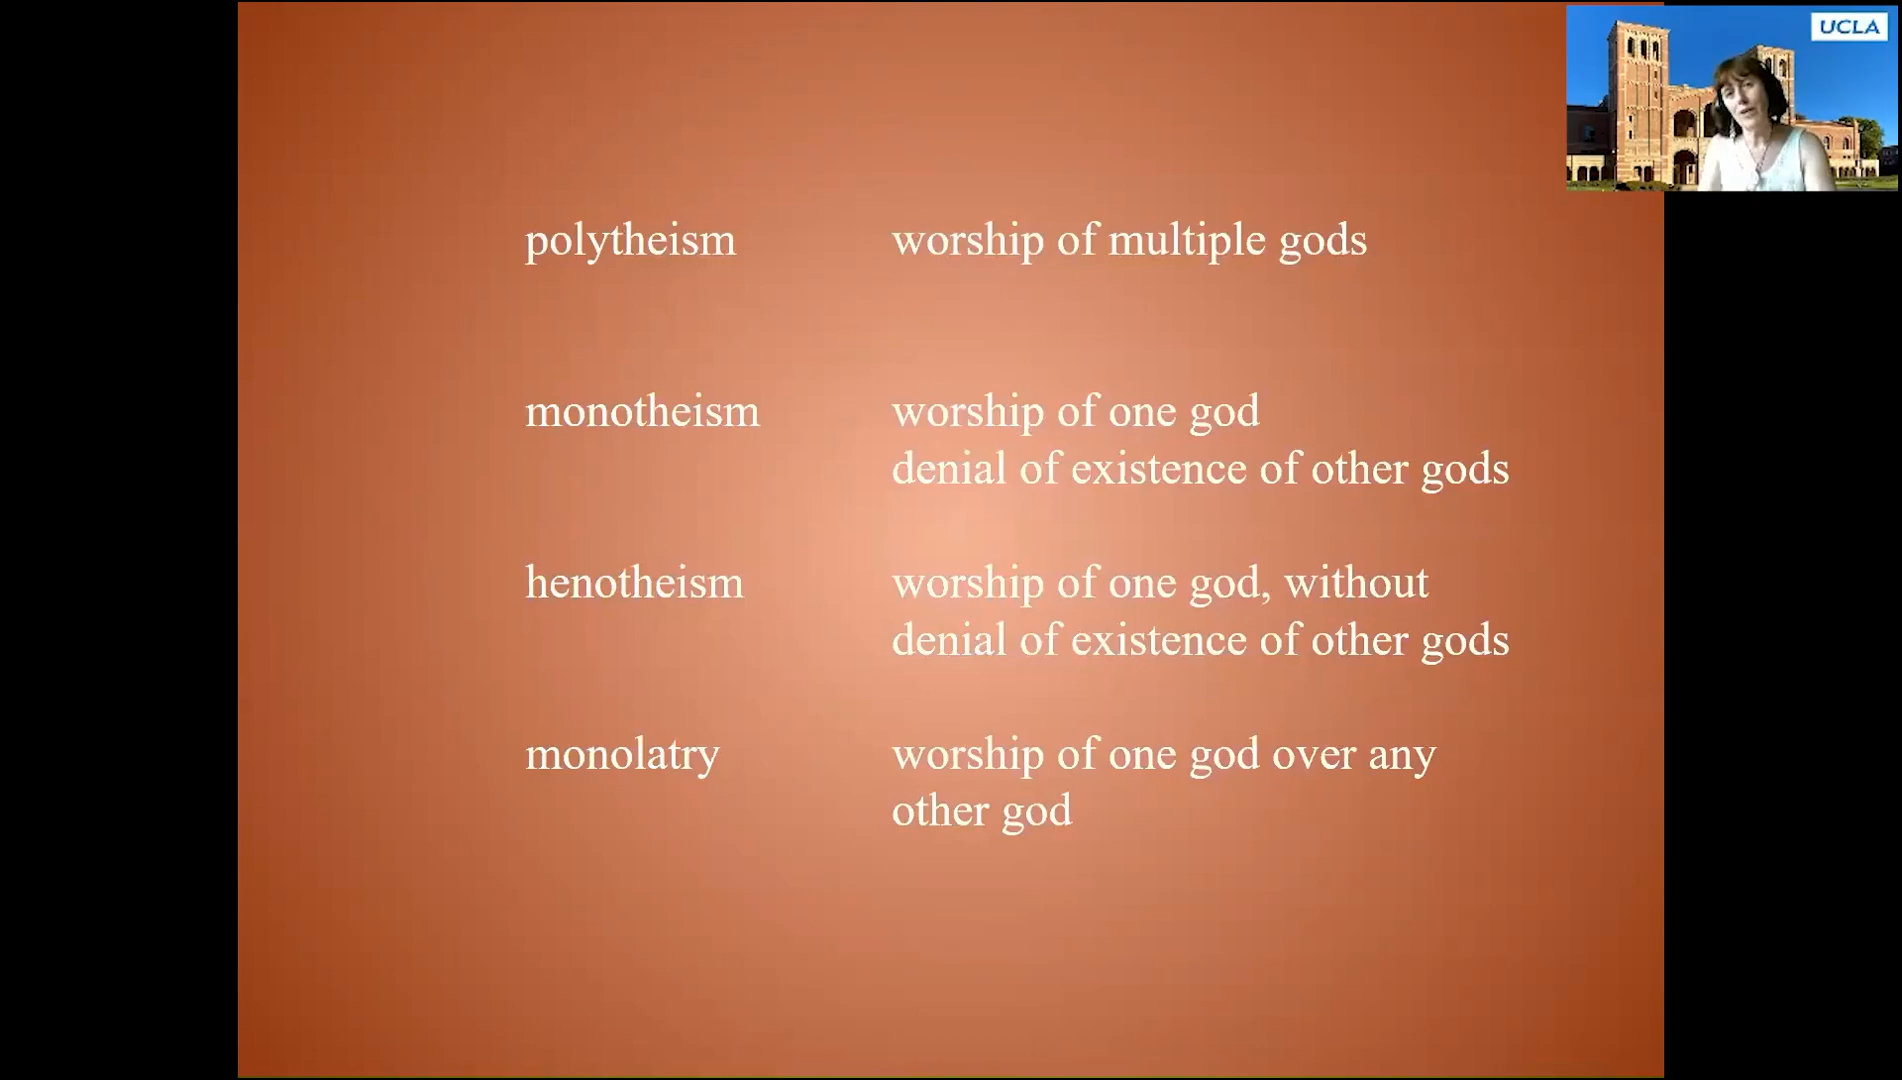 UCLA
polytheism worship of multiple gods
monotheism worship of one god
denial of existence of other gods
henotheism worship of one god, without
denial of existence of other gods
monolatry worship of one god over any
other god